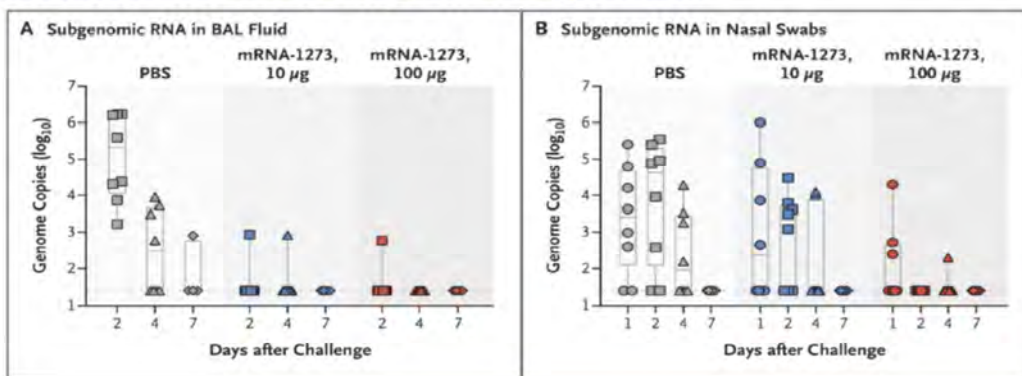 A Subgenomic RNA in BAL Fluid
PBS
mRNA-1273,
10 µg
mRNA-1273,
100 µg
Genome Copies (log10)
7
6
5
4
3
2
1
2 4 7 2 4 7 2 4 7
Days after Challenge
B Subgenomic RNA in Nasal Swabs
PBS
mRNA-1273,
10 µg
mRNA-1273,
100 µg
Genome Copies (log10)
7
6
5
4
3
2
1
1 2 4 7 1 2 4 7 1 2 4 7
Days after Challenge